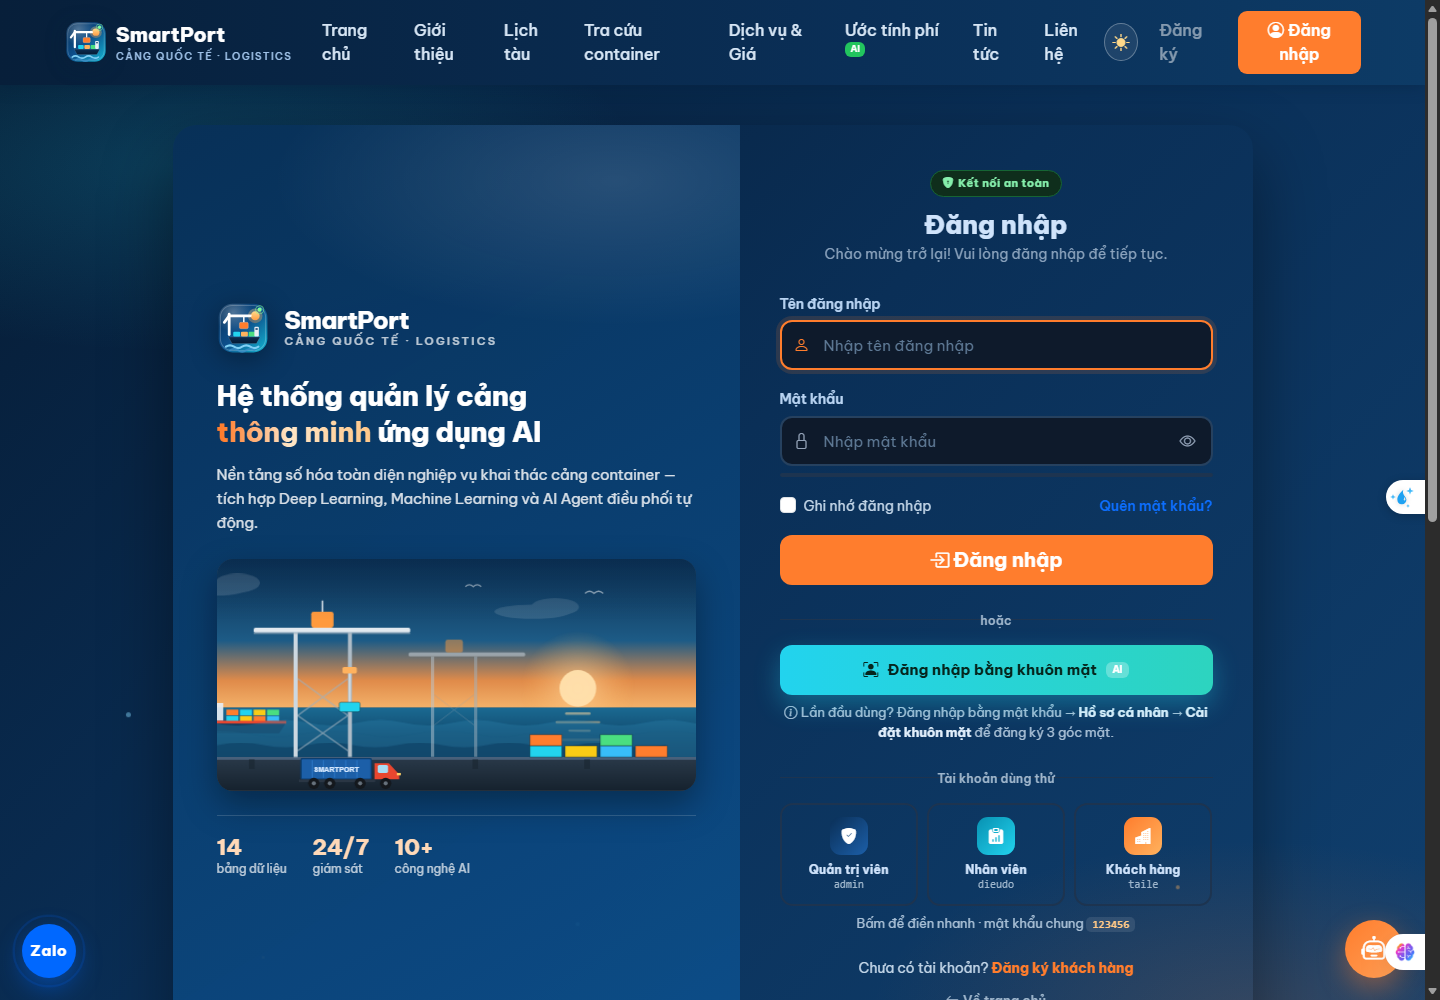 SmartPort
CẢNG QUỐC TẾ · LOGISTICS
Trang chủ
Giới thiệu
Lịch tàu
Tra cứu container
Dịch vụ & Giá
Ước tính phí
AI
Tin tức
Liên hệ
Đăng ký
Đăng nhập
SmartPort
CẢNG QUỐC TẾ · LOGISTICS
Hệ thống quản lý cảng
thông minh ứng dụng AI
Nền tảng số hóa toàn diện nghiệp vụ khai thác cảng container —
tích hợp Deep Learning, Machine Learning và AI Agent điều phối tự
động.
SMARTPORT
14
bảng dữ liệu
24/7
giám sát
10+
công nghệ AI
Zalo
Kết nối an toàn
Đăng nhập
Chào mừng trở lại! Vui lòng đăng nhập để tiếp tục.
Tên đăng nhập
Nhập tên đăng nhập
Mật khẩu
Nhập mật khẩu
Ghi nhớ đăng nhập
Quên mật khẩu?
Đăng nhập
hoặc
Đăng nhập bằng khuôn mặt AI
Lần đầu dùng? Đăng nhập bằng mật khẩu → Hồ sơ cá nhân → Cài
đặt khuôn mặt để đăng ký 3 góc mặt.
Tài khoản dùng thử
Quản trị viên
admin
Nhân viên
dieudo
Khách hàng
taile
Bấm để điền nhanh · mật khẩu chung 123456
Chưa có tài khoản? Đăng ký khách hàng
← Về trang chủ